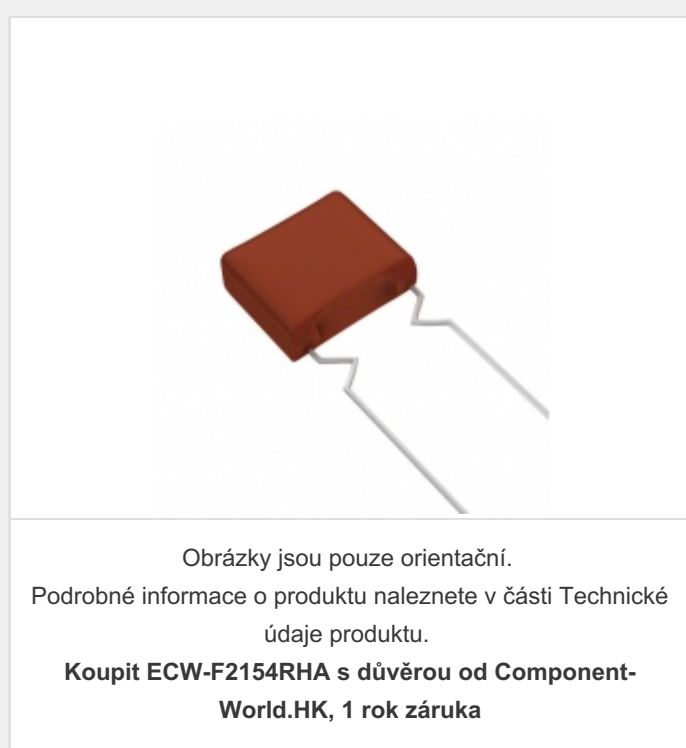 Obrázky jsou pouze orientační.
Podrobné informace o produktu naleznete v části Technické
údaje produktu.
Koupit ECW-F2154RHA s důvěrou od Component-
World.HK, 1 rok záruka